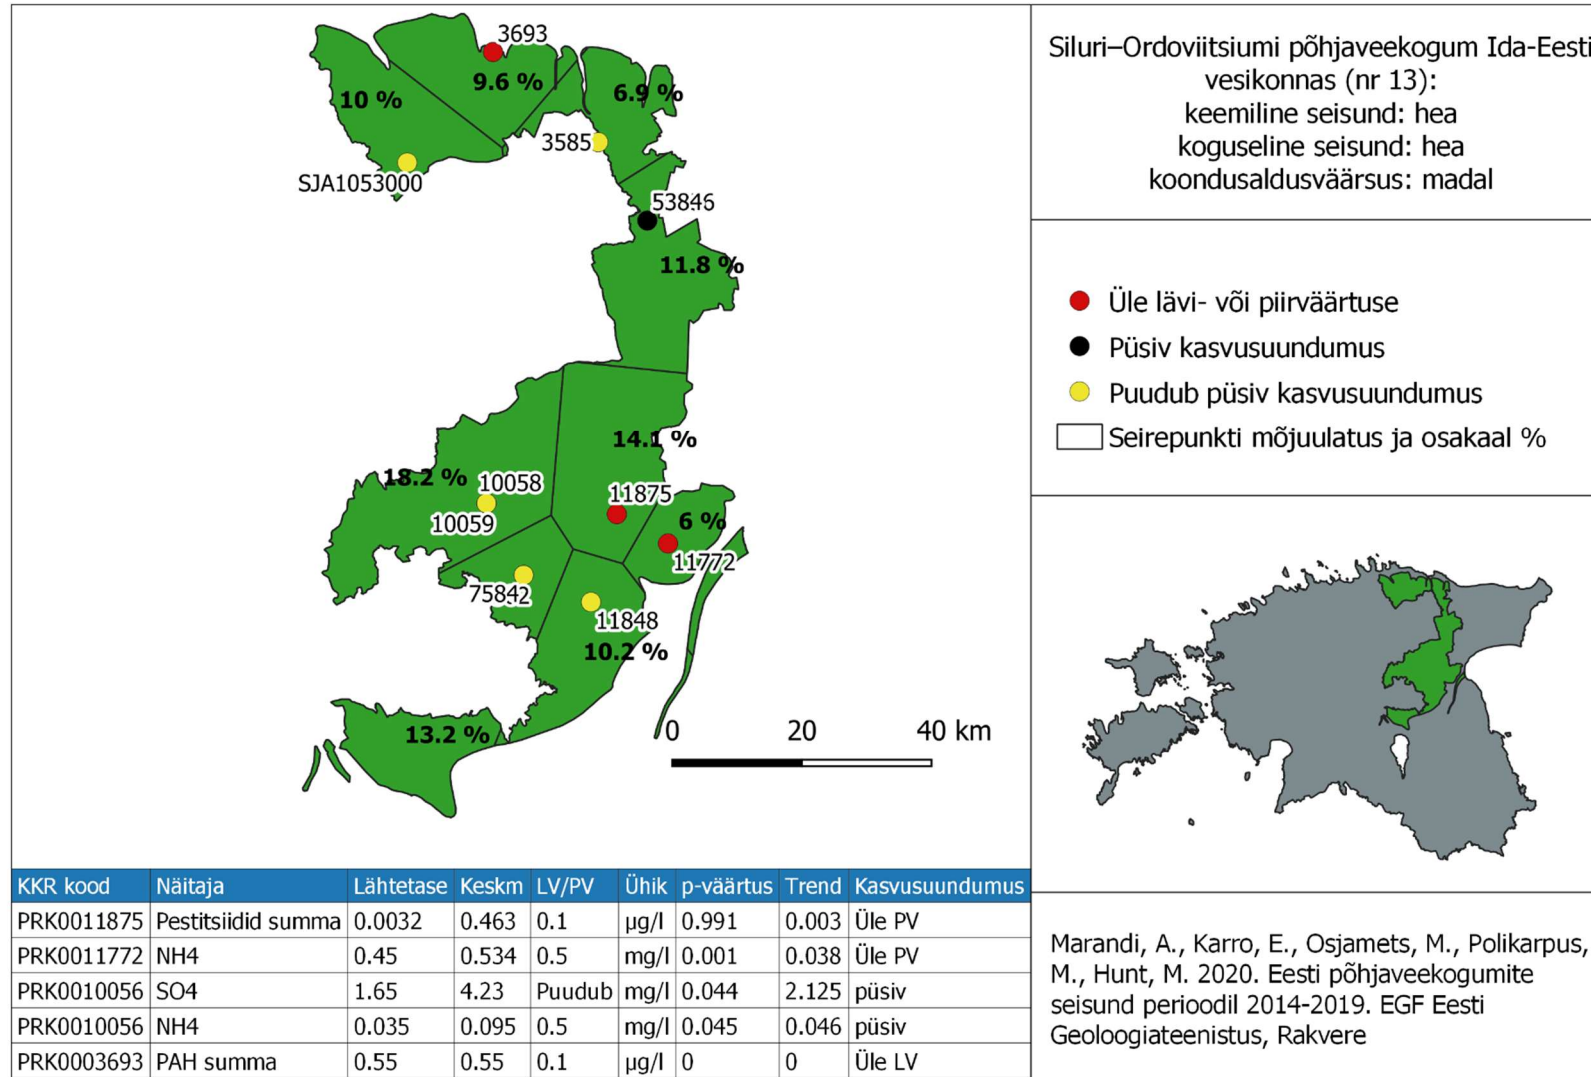 3693
9.6 %
10 %
6.9 %
3585
SJA1053000
53846
11.8 %
14.1 %
18.2 %
10058
10059
11875
6 %
11772
75842
11848
10.2 %
13.2 %
0 20 40 km
Siluri–Ordoviitsiumi põhjaveekogum Ida-Eesti
vesikonnas (nr 13):
keemiline seisund: hea
koguseline seisund: hea
koondusaldusväärsus: madal
Üle lävi- või piirväärtuse
Püsiv kasvusuundumus
Puudub püsiv kasvusuundumus
Seirepunkti mõjuulatus ja osakaal %
KKR kood Näitaja Lähtetase Keskm LV/PV Ühik p-väärtus Trend Kasvusuundumus
PRK0011875 Pestitsiidid summa 0.0032 0.463 0.1 µg/l 0.991 0.003 Üle PV
PRK0011772 NH4 0.45 0.534 0.5 mg/l 0.001 0.038 Üle PV
PRK0010056 SO4 1.65 4.23 Puudub mg/l 0.044 2.125 püsiv
PRK0010056 NH4 0.035 0.095 0.5 mg/l 0.045 0.046 püsiv
PRK0003693 PAH summa 0.55 0.55 0.1 µg/l 0 0 Üle LV
Marandi, A., Karro, E., Osjamets, M., Polikarpus,
M., Hunt, M. 2020. Eesti põhjaveekogumite
seisund perioodil 2014-2019. EGF Eesti
Geoloogiateenistus, Rakvere